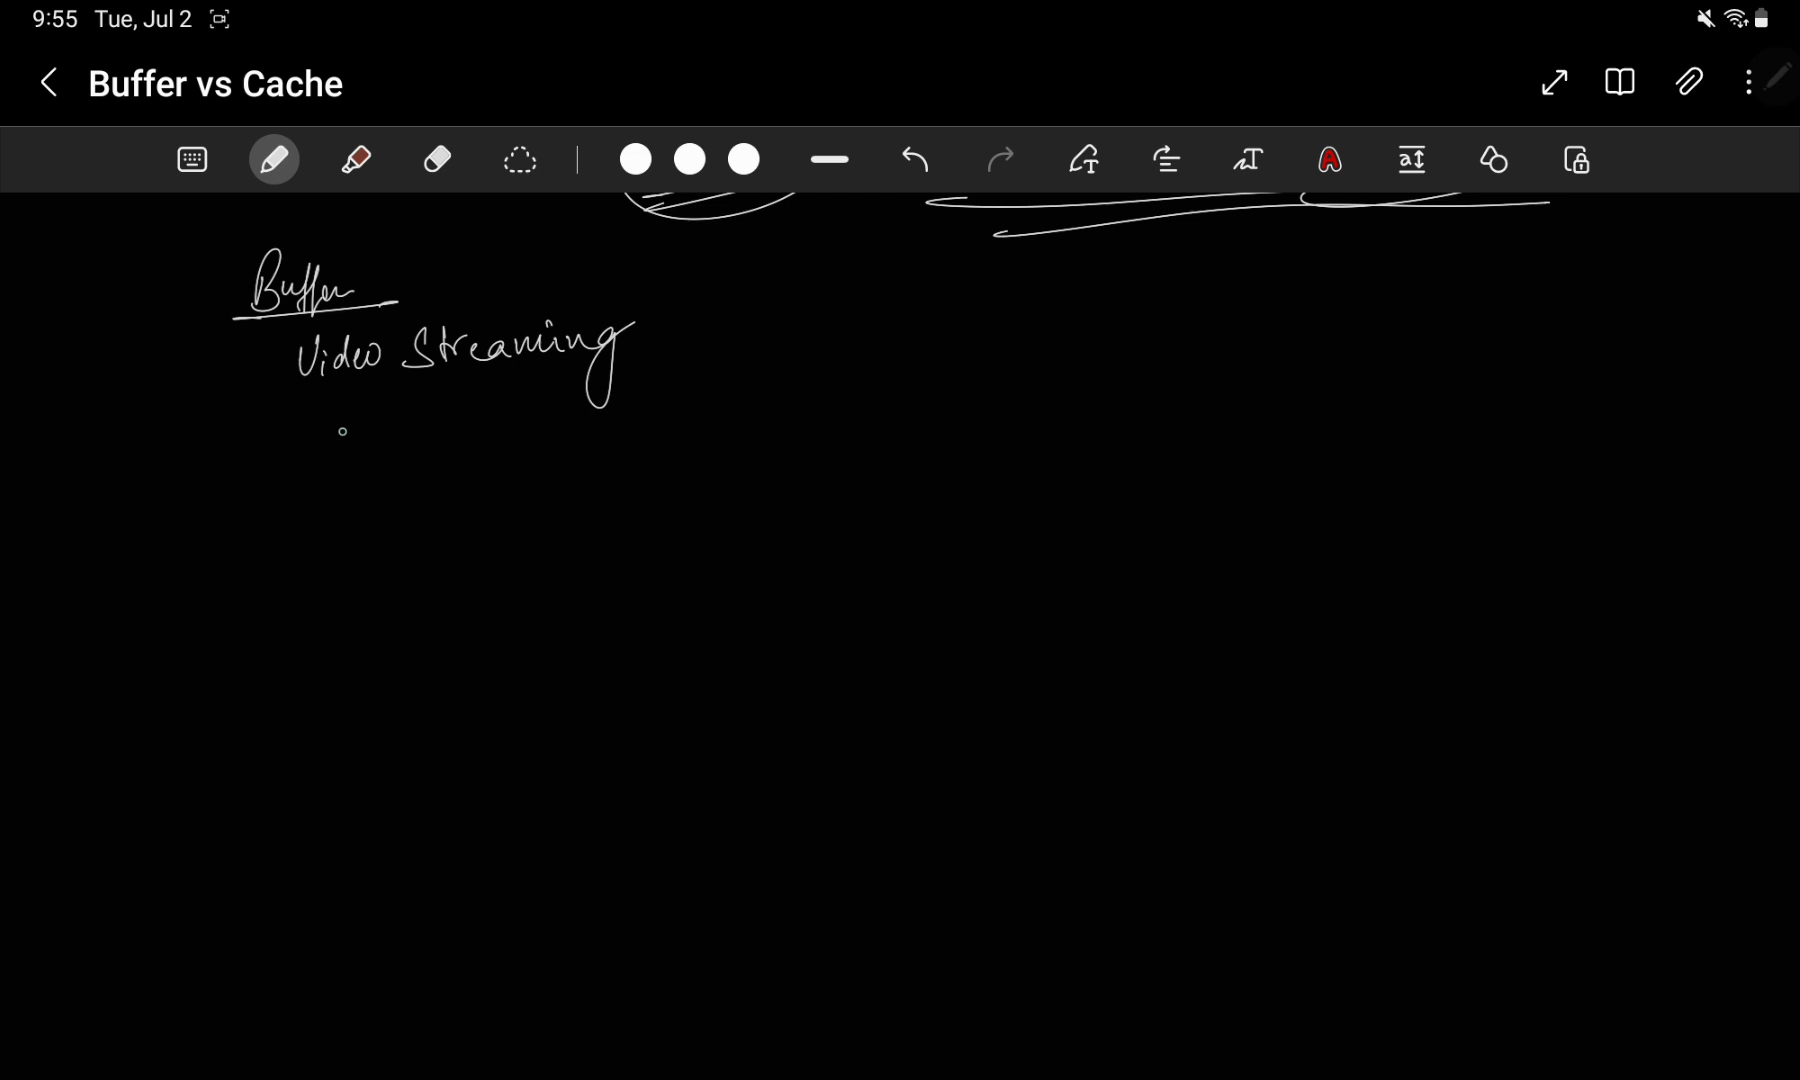 9:55 Tue, Jul 2
Buffer vs Cache
Buffer
Video Streaming